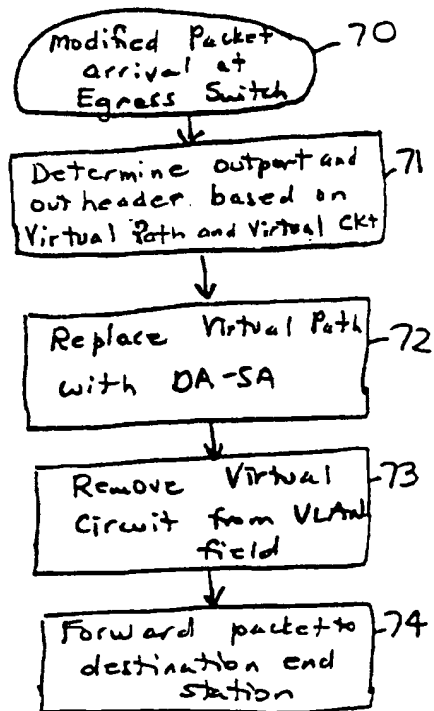 Modified Packet
arrival at
Egress Switch
70
Determine outport and
out header. based on
Virtual Path and Virtual CKt
71
Replace Virtual Path
with DA-SA
72
Remove Virtual
Circuit from VLAN
field
73
Forward packet to
destination end
station
74